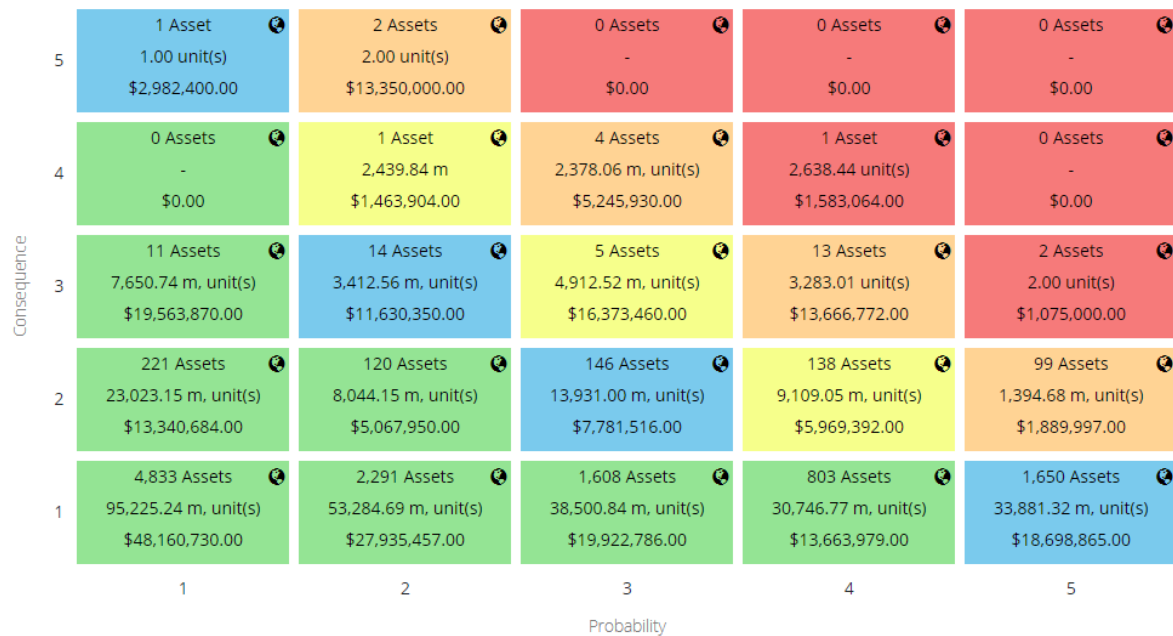 1 Asset 2 Assets 0 Assets 0 Assets 0 Assets
5 1.00 unit(s) 2.00 unit(s) - - -
$2,982,400.00 $13,350,000.00 $0.00 $0.00 $0.00
0 Assets 1 Asset 4 Assets 1 Asset 0 Assets
4 - 2,439.84 m 2,378.06 m, unit(s) 2,638.44 unit(s) -
$0.00 $1,463,904.00 $5,245,930.00 $1,583,064.00 $0.00
11 Assets 14 Assets 5 Assets 13 Assets 2 Assets
3 7,650.74 m, unit(s) 3,412.56 m, unit(s) 4,912.52 m, unit(s) 3,283.01 unit(s) 2.00 unit(s)
$19,563,870.00 $11,630,350.00 $16,373,460.00 $13,666,772.00 $1,075,000.00
221 Assets 120 Assets 146 Assets 138 Assets 99 Assets
2 23,023.15 m, unit(s) 8,044.15 m, unit(s) 13,931.00 m, unit(s) 9,109.05 m, unit(s) 1,394.68 m, unit(s)
$13,340,684.00 $5,067,950.00 $7,781,516.00 $5,969,392.00 $1,889,997.00
4,833 Assets 2,291 Assets 1,608 Assets 803 Assets 1,650 Assets
1 95,225.24 m, unit(s) 53,284.69 m, unit(s) 38,500.84 m, unit(s) 30,746.77 m, unit(s) 33,881.32 m, unit(s)
$48,160,730.00 $27,935,457.00 $19,922,786.00 $13,663,979.00 $18,698,865.00
1 2 3 4 5
Probability
Consequence